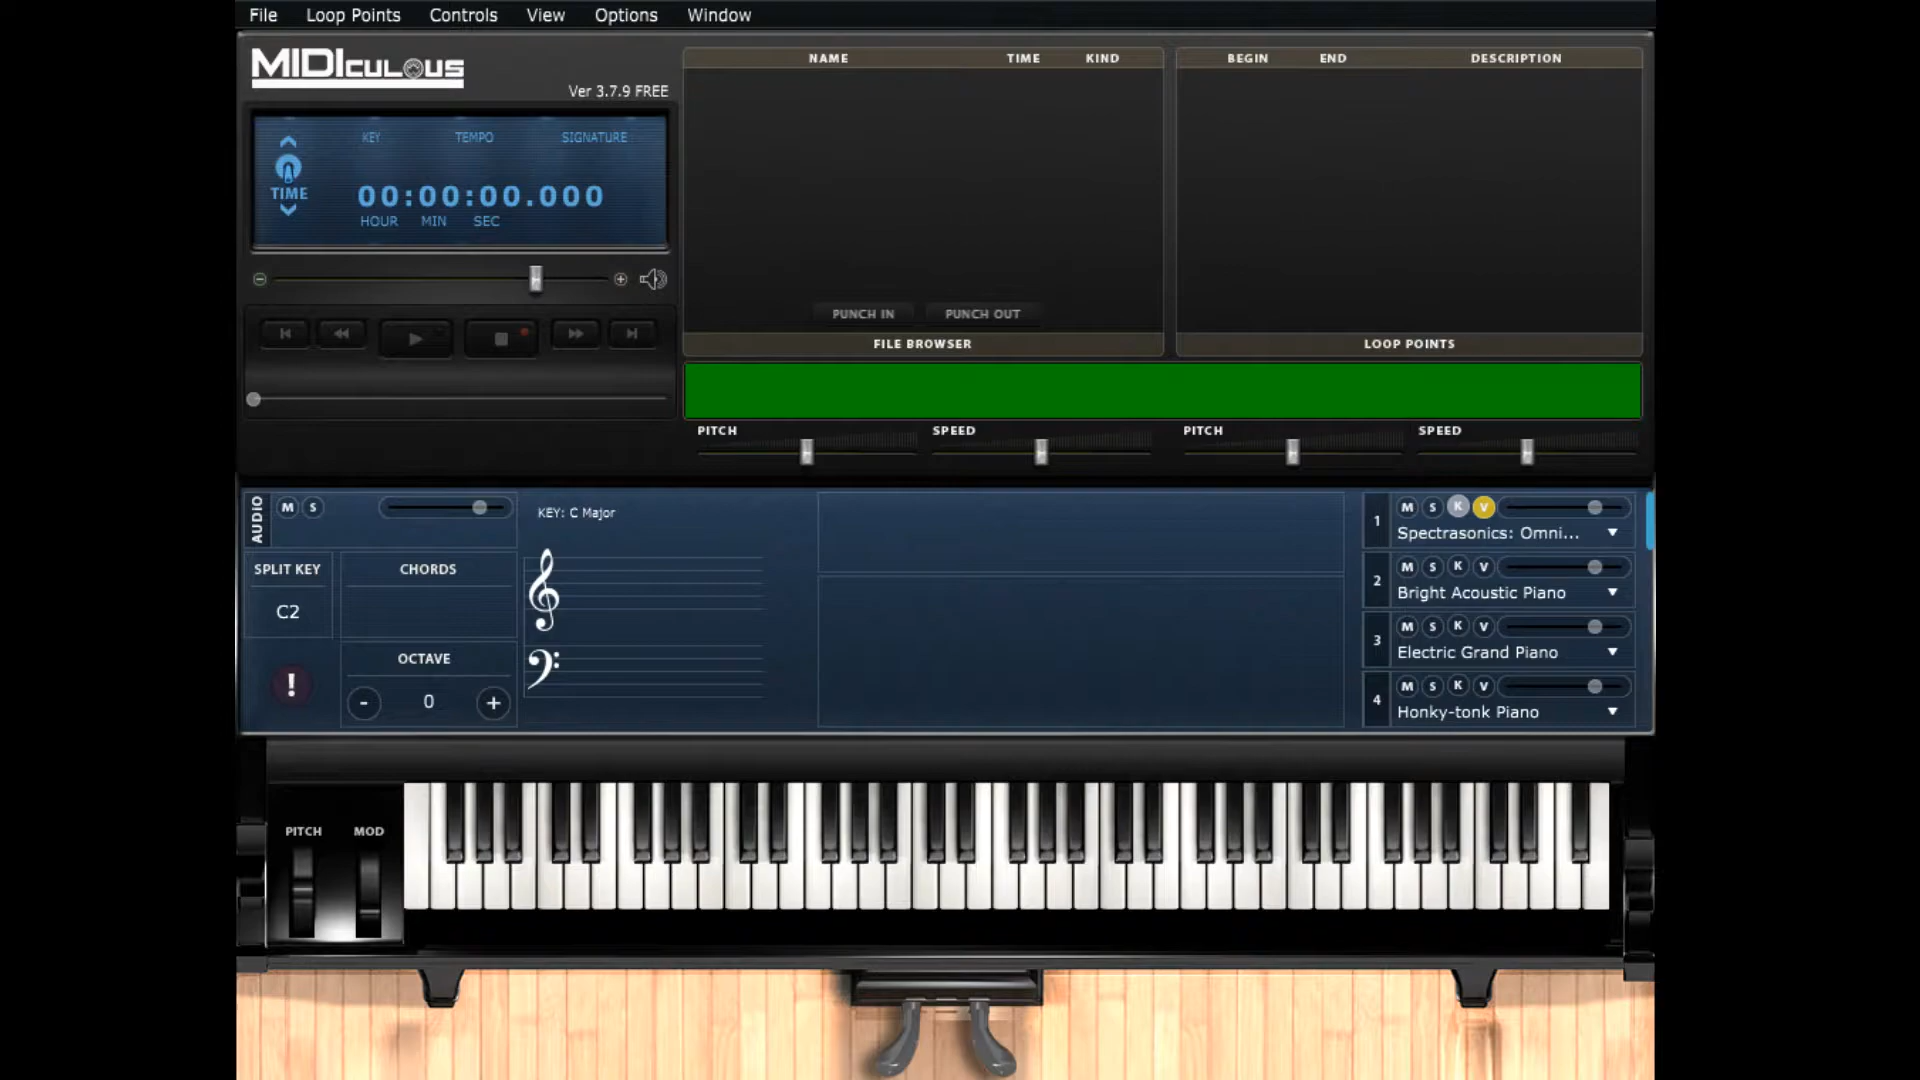 File Loop Points Controls View Options Window
MIDIculous
Ver 3.7.9 FREE
KEY TEMPO SIGNATURE
TIME
00:00:00.000
HOUR MIN SEC
NAME TIME KIND
PUNCH IN PUNCH OUT
FILE BROWSER
BEGIN END DESCRIPTION
LOOP POINTS
PITCH SPEED PITCH SPEED
AUDIO
M S
SPLIT KEY
C2
!
CHORDS
OCTAVE
- 0 +
KEY: C Major
1
M S K V
Spectrasonics: Omni...
2
M S K V
Bright Acoustic Piano
3
M S K V
Electric Grand Piano
4
M S K V
Honky-tonk Piano
PITCH MOD